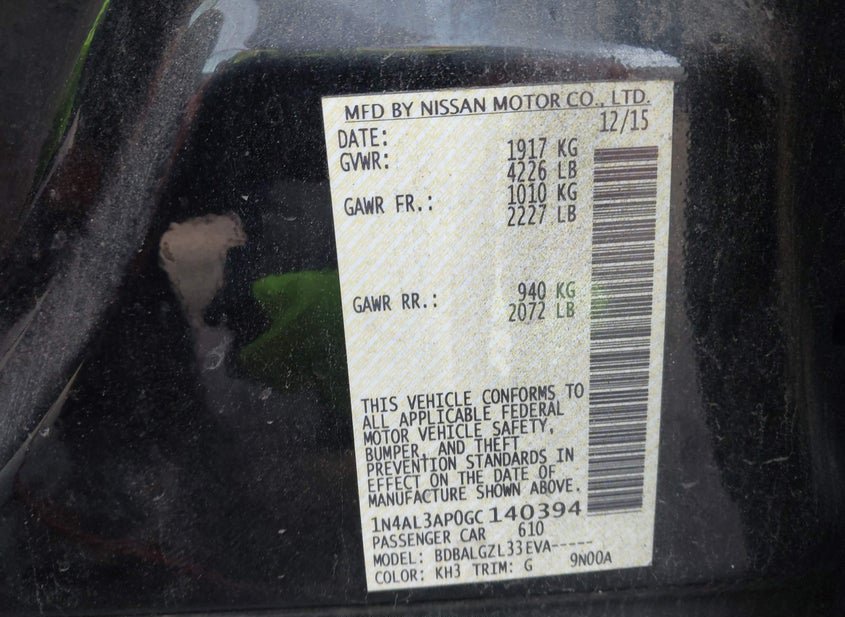 MFD BY NISSAN MOTOR CO., LTD.
DATE: 12/15
GVWR: 1917 KG
4226 LB
GAWR FR.: 1010 KG
2227 LB
GAWR RR.: 940 KG
2072 LB
THIS VEHICLE CONFORMS TO
ALL APPLICABLE FEDERAL
MOTOR VEHICLE SAFETY,
BUMPER, AND THEFT
PREVENTION STANDARDS IN
EFFECT ON THE DATE OF
MANUFACTURE SHOWN ABOVE.
1N4AL3AP0GC 140394
PASSENGER CAR 610
MODEL: BDBALGZL33EVA-----
COLOR: KH3 TRIM: G 9N00A